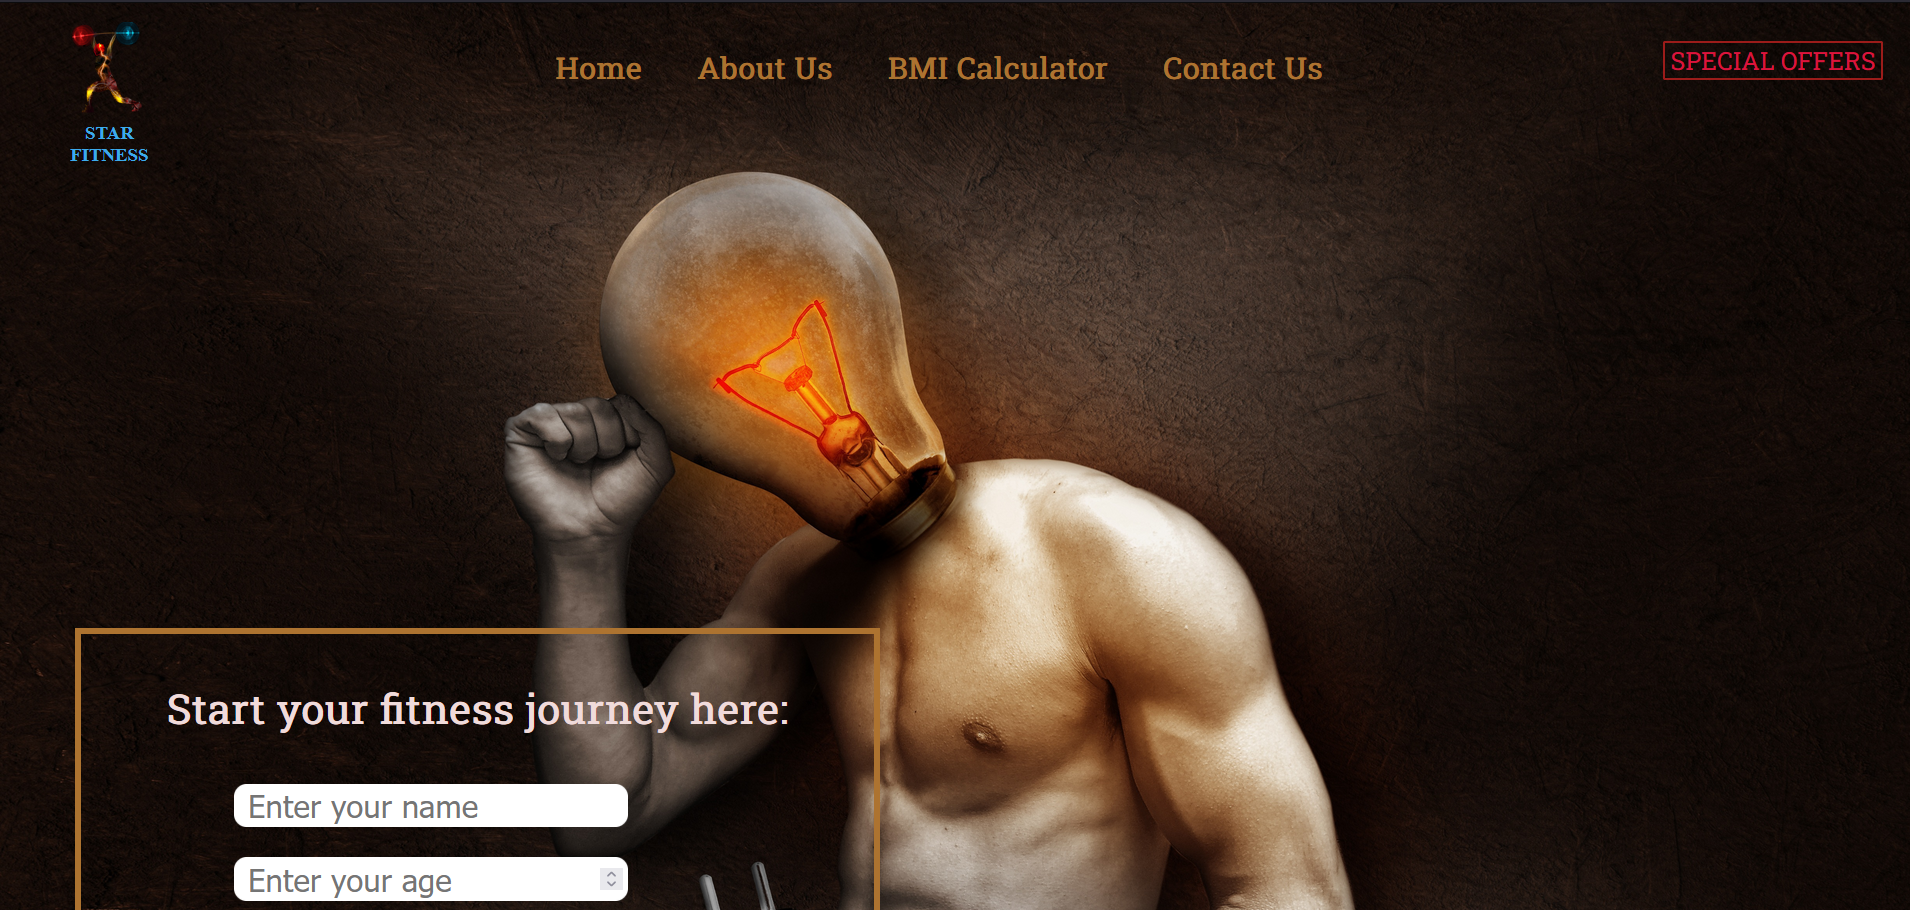 STAR
FITNESS
Home
About Us
BMI Calculator
Contact Us
SPECIAL OFFERS
Start your fitness journey here:
Enter your name
Enter your age